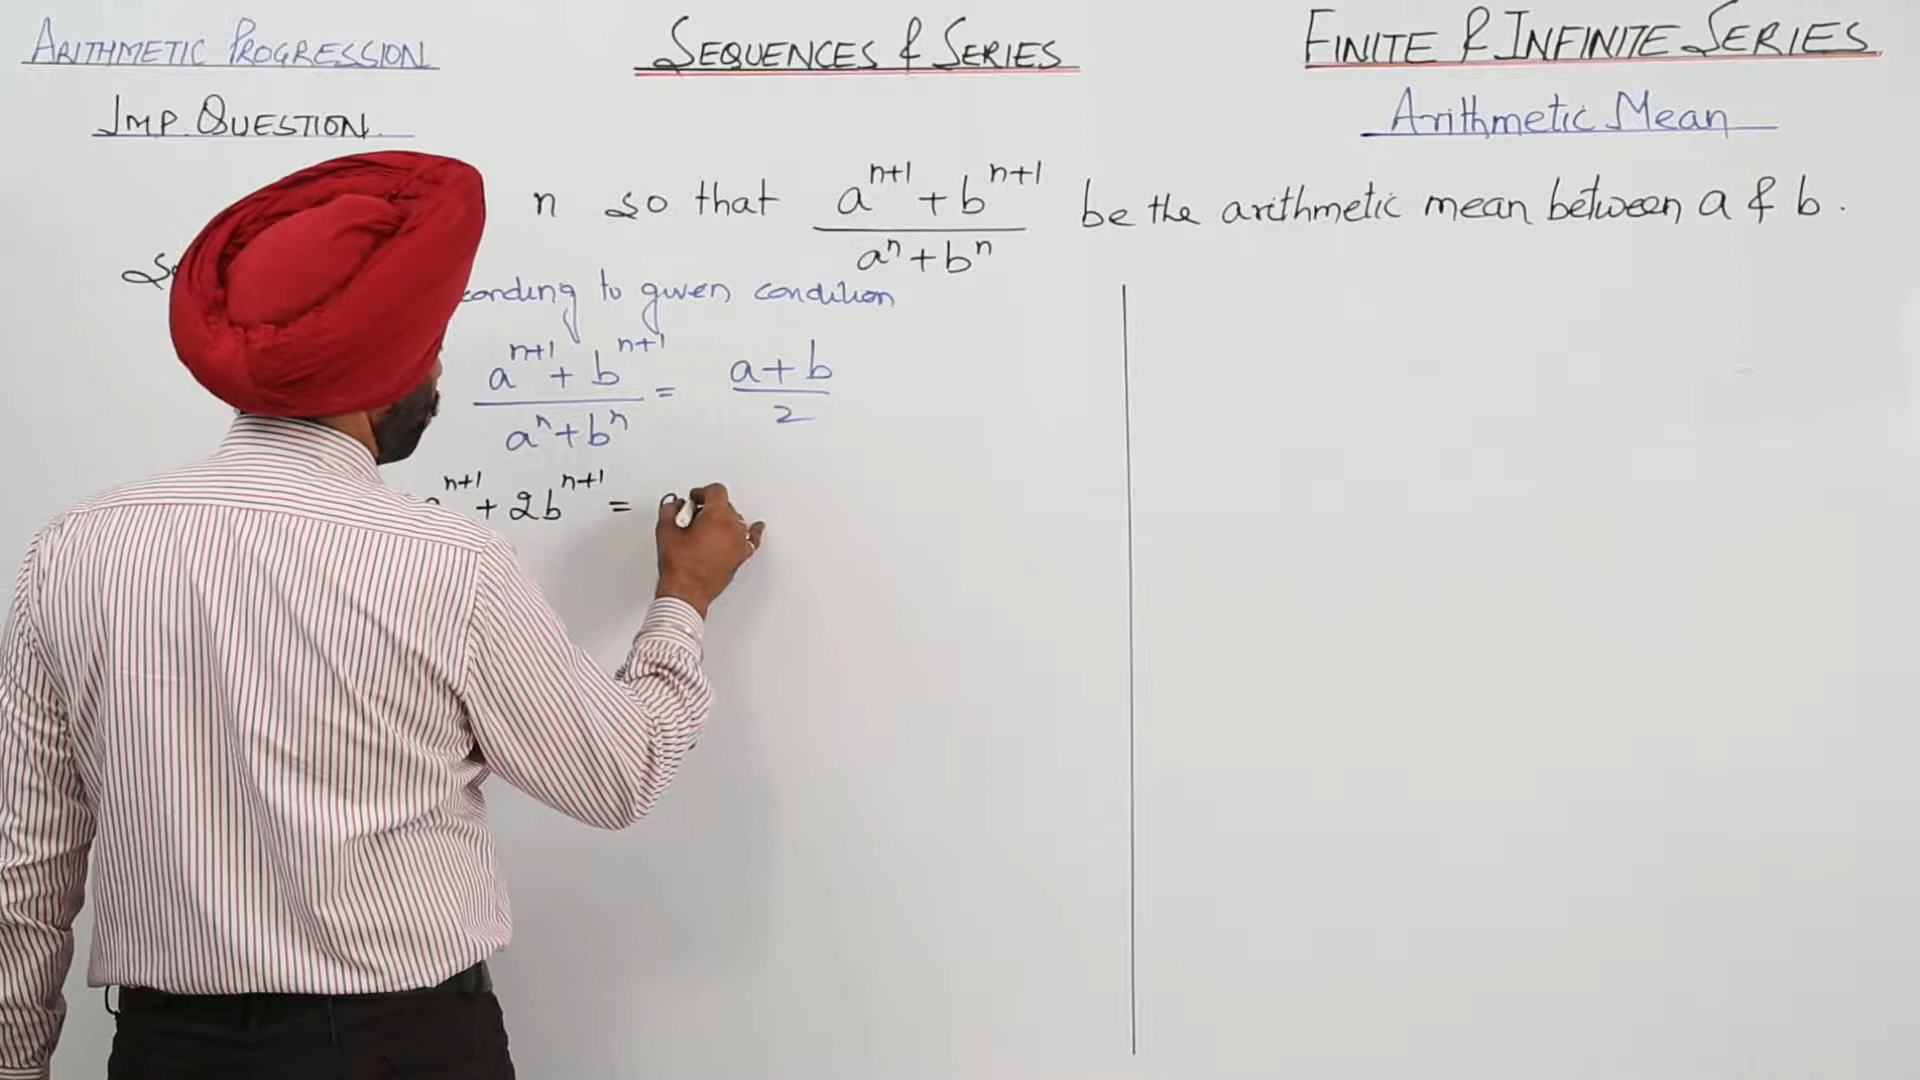 ARITHMETIC PROGRESSION
SEQUENCES & SERIES
FINITE & INFINITE SERIES
IMP. QUESTION.
Arithmetic Mean
n so that (a^{n+1} + b^{n+1})/(a^n + b^n) be the arithmetic mean between a & b.
to given condition
(a^{n+1} + b^{n+1})/(a^n + b^n) = (a + b)/2
^{n+1} + 2b^{n+1} =